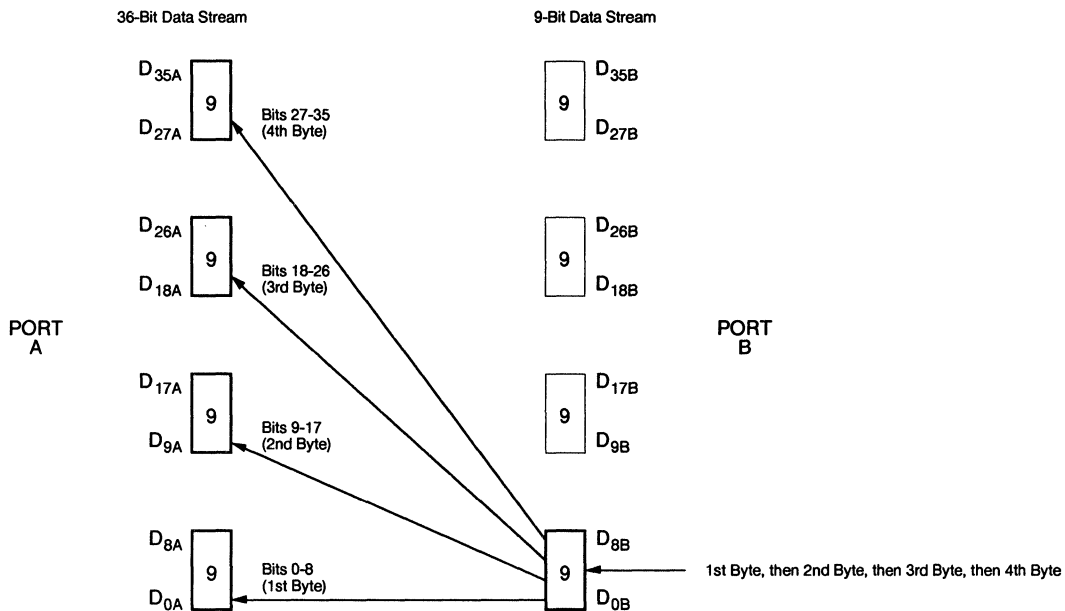 36-Bit Data Stream
9-Bit Data Stream
D35A
9
D27A
Bits 27-35
(4th Byte)
D35B
9
D27B
D26A
9
D18A
Bits 18-26
(3rd Byte)
D26B
9
D18B
PORT
A
PORT
B
D17A
9
D9A
Bits 9-17
(2nd Byte)
D17B
9
D9B
D8A
9
D0A
Bits 0-8
(1st Byte)
D8B
9
D0B
1st Byte, then 2nd Byte, then 3rd Byte, then 4th Byte